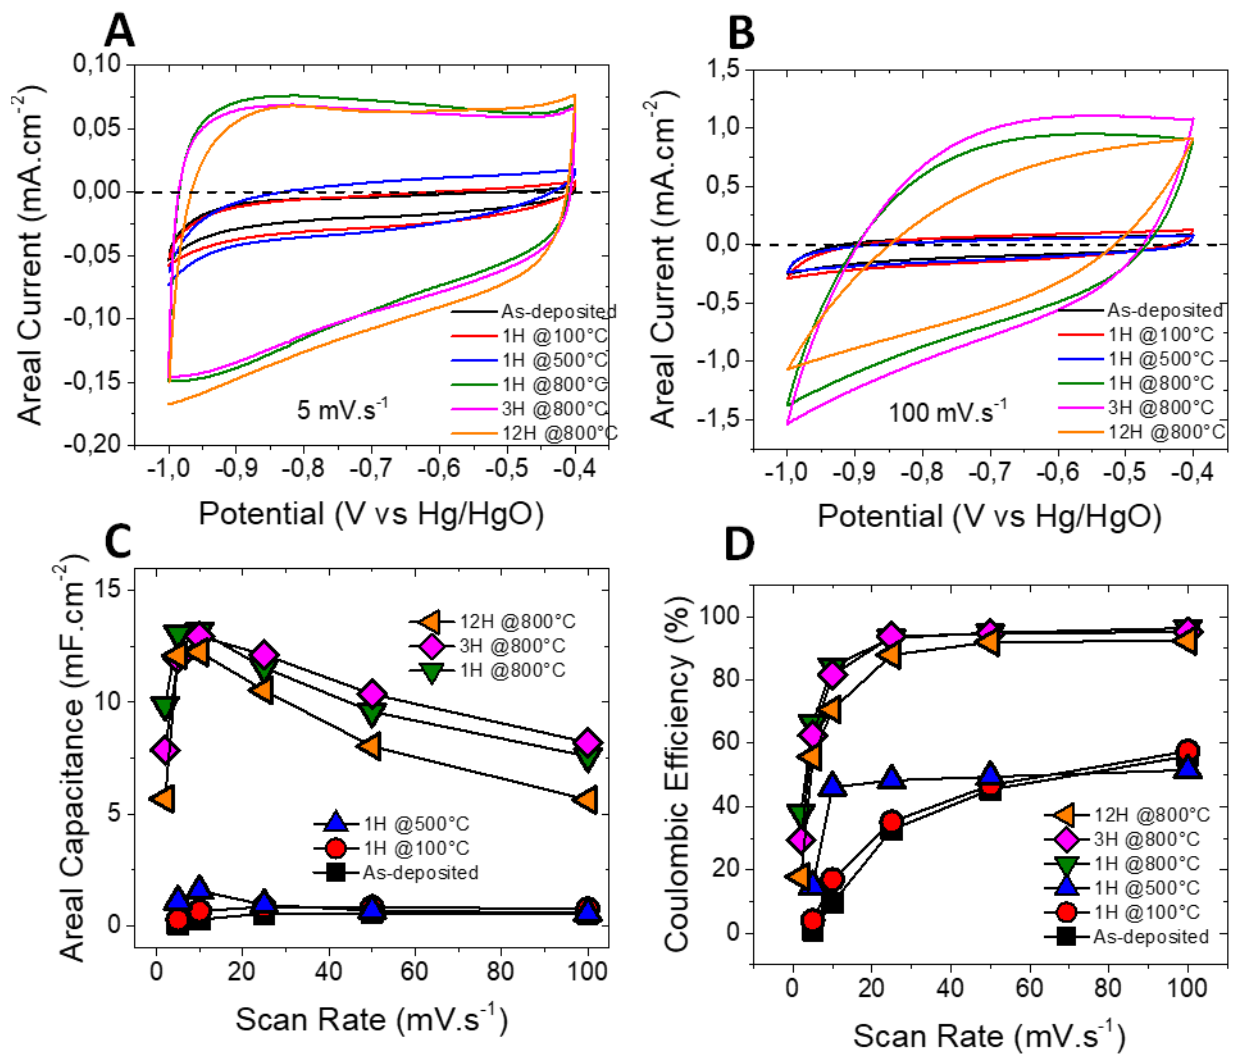 A
0,10
0,05
0,00
-0,05
-0,10
-0,15
-0,20
Areal Current (mA.cm-2)
As-deposited
1H @100°C
1H @500°C
1H @800°C
3H @800°C
12H @800°C
5 mV.s-1
-1,0 -0,9 -0,8 -0,7 -0,6 -0,5 -0,4
Potential (V vs Hg/HgO)
B
1,5
1,0
0,5
0,0
-0,5
-1,0
-1,5
Areal Current (mA.cm-2)
As-deposited
1H @100°C
1H @500°C
1H @800°C
3H @800°C
12H @800°C
100 mV.s-1
-1,0 -0,9 -0,8 -0,7 -0,6 -0,5 -0,4
Potential (V vs Hg/HgO)
C
15
10
5
0
Areal Capacitance (mF.cm-2)
12H @800°C
3H @800°C
1H @800°C
1H @500°C
1H @100°C
As-deposited
0 20 40 60 80 100
Scan Rate (mV.s-1)
D
100
80
60
40
20
0
Coulombic Efficiency (%)
12H @800°C
3H @800°C
1H @800°C
1H @500°C
1H @100°C
As-deposited
0 20 40 60 80 100
Scan Rate (mV.s-1)